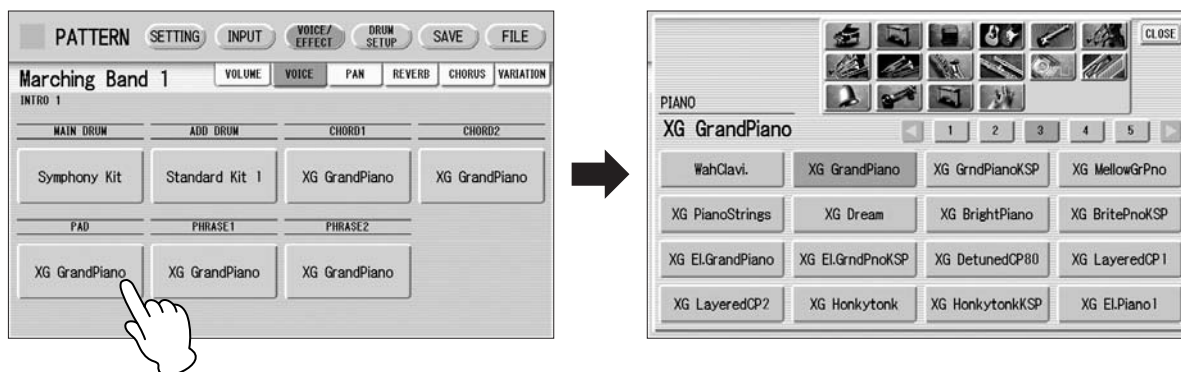 PATTERN SETTING INPUT VOICE/EFFECT DRUM SETUP SAVE FILE
Marching Band 1 VOLUME VOICE PAN REVERB CHORUS VARIATION
INTRO 1
MAIN DRUM ADD DRUM CHORD1 CHORD2
Symphony Kit Standard Kit 1 XG GrandPiano XG GrandPiano
PAD PHRASE1 PHRASE2
XG GrandPiano XG GrandPiano XG GrandPiano
CLOSE
PIANO
XG GrandPiano 1 2 3 4 5
WahClavi. XG GrandPiano XG GrndPianoKSP XG MellowGrPno
XG PianoStrings XG Dream XG BrightPiano XG BritePnoKSP
XG El.GrandPiano XG El.GrndPnoKSP XG DetunedCP80 XG LayeredCP1
XG LayeredCP2 XG Honkytonk XG HonkytonkKSP XG El.Piano1